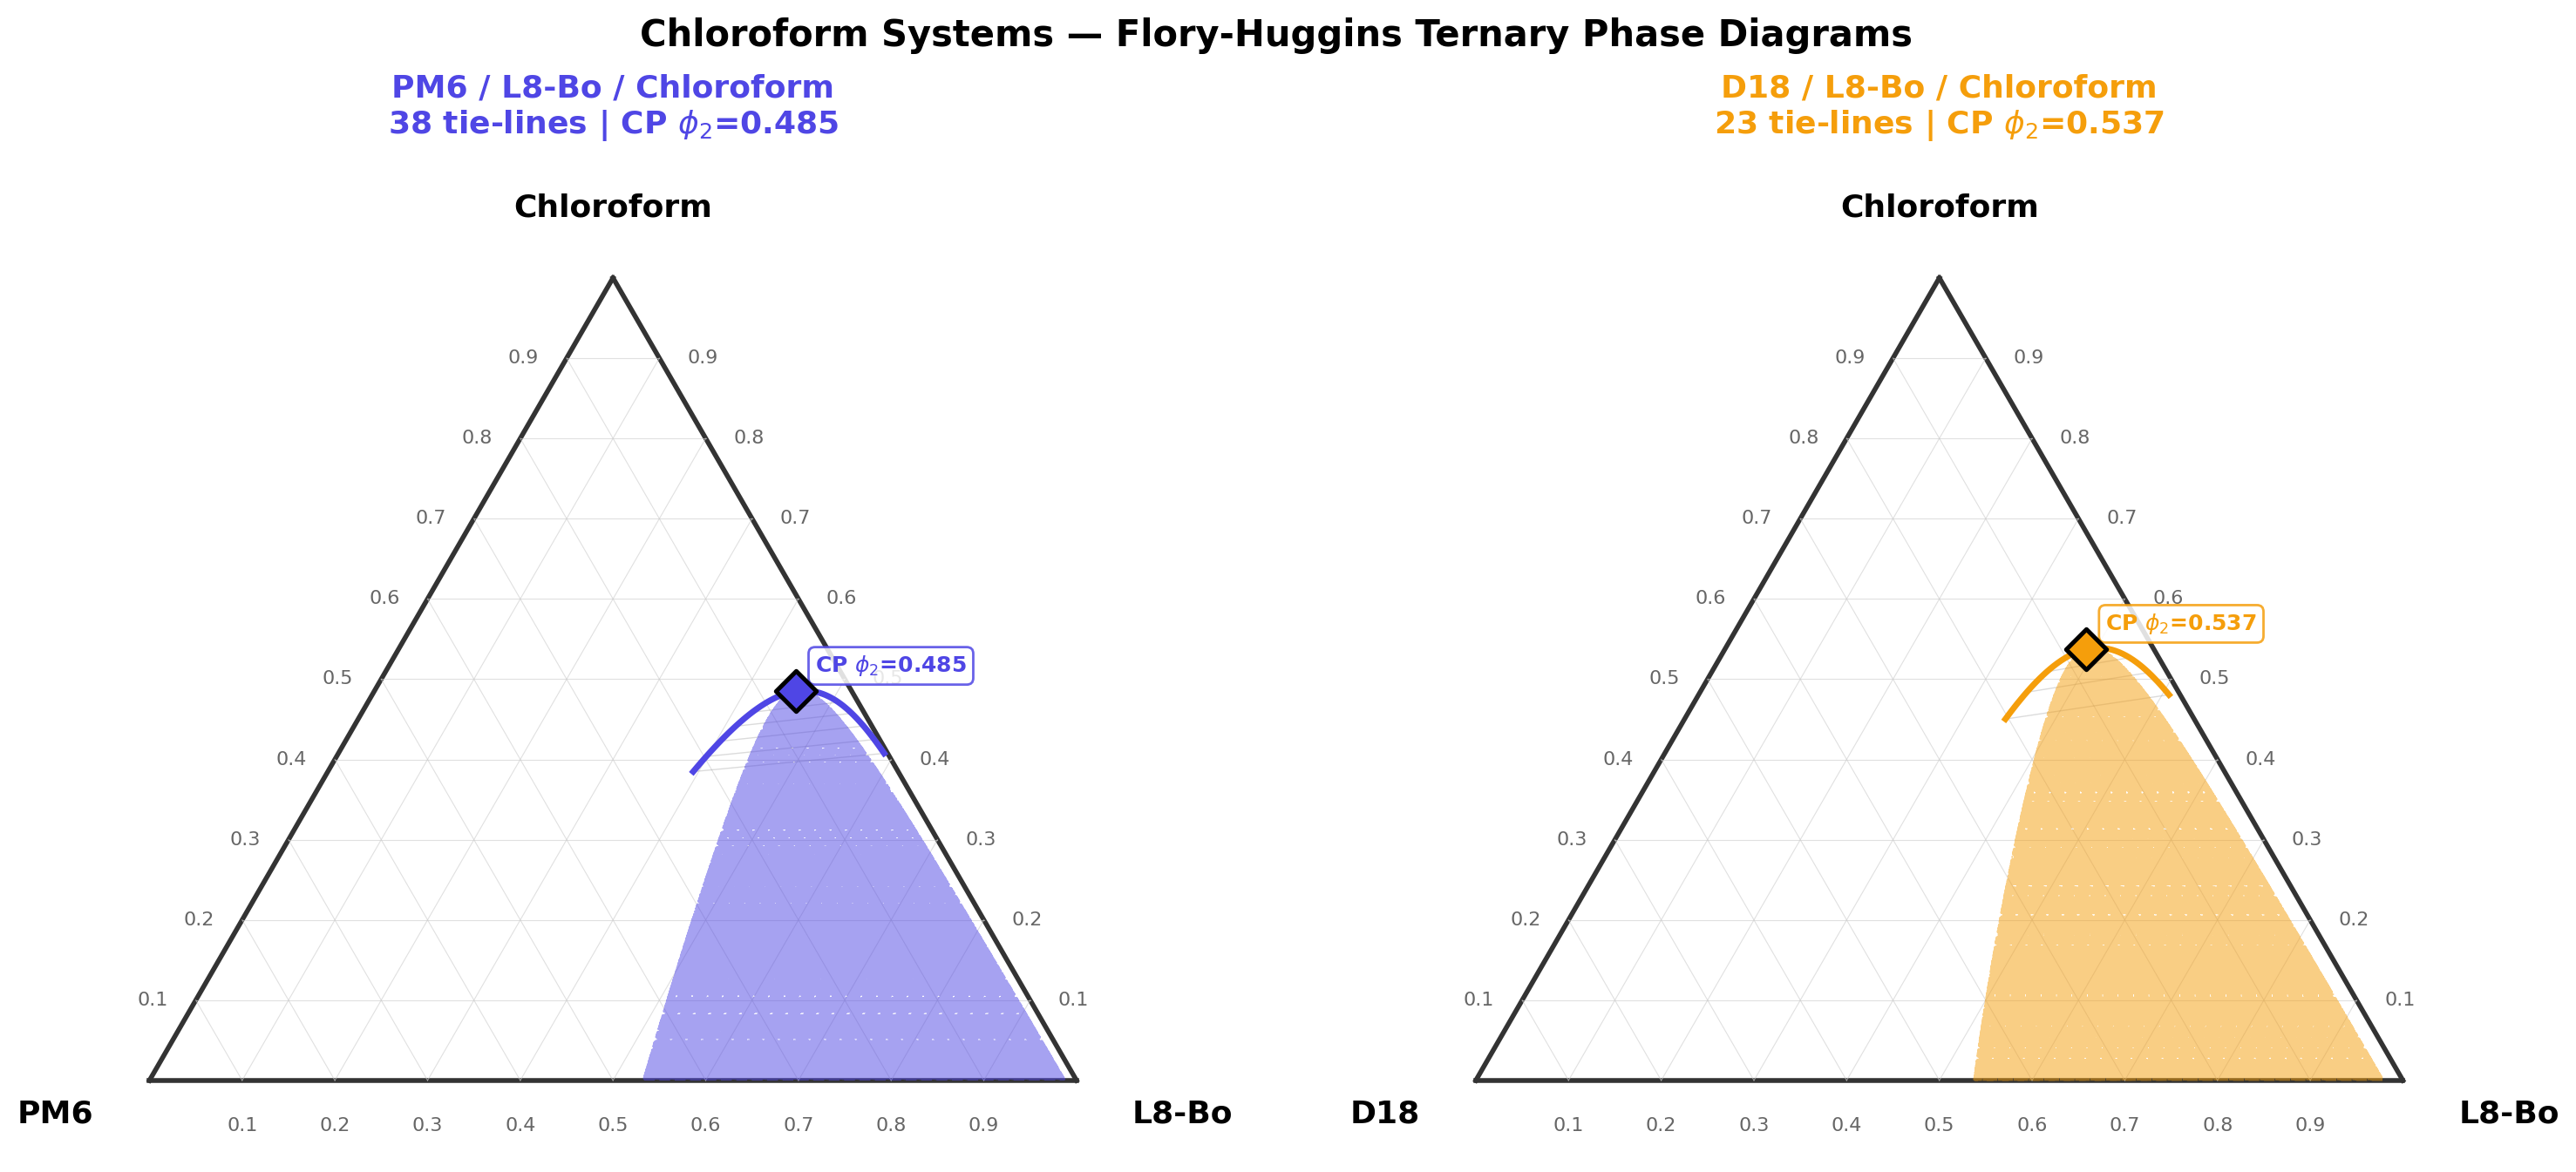 Chloroform Systems — Flory-Huggins Ternary Phase Diagrams
PM6 / L8-Bo / Chloroform
38 tie-lines | CP ϕ₂=0.485
Chloroform
0.9 0.9
0.8 0.8
0.7 0.7
0.6 0.6
CP ϕ₂=0.485
0.5 0.5
0.4 0.4
0.3 0.3
0.2 0.2
0.1 0.1
PM6 L8-Bo
0.1 0.2 0.3 0.4 0.5 0.6 0.7 0.8 0.9
D18 / L8-Bo / Chloroform
23 tie-lines | CP ϕ₂=0.537
Chloroform
0.9 0.9
0.8 0.8
0.7 0.7
0.6 0.6
CP ϕ₂=0.537
0.5 0.5
0.4 0.4
0.3 0.3
0.2 0.2
0.1 0.1
D18 L8-Bo
0.1 0.2 0.3 0.4 0.5 0.6 0.7 0.8 0.9